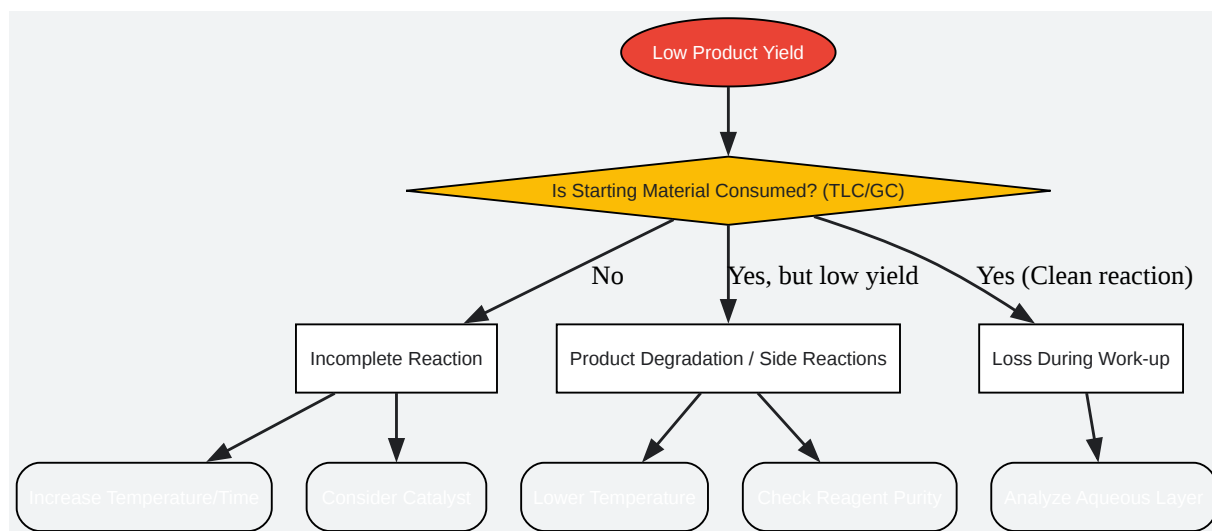 Low Product Yield
Is Starting Material Consumed? (TLC/GC)
No
Yes, but low yield
Yes (Clean reaction)
Incomplete Reaction
Product Degradation / Side Reactions
Loss During Work-up
Increase Temperature/Time
Consider Catalyst
Lower Temperature
Check Reagent Purity
Analyze Aqueous Layer